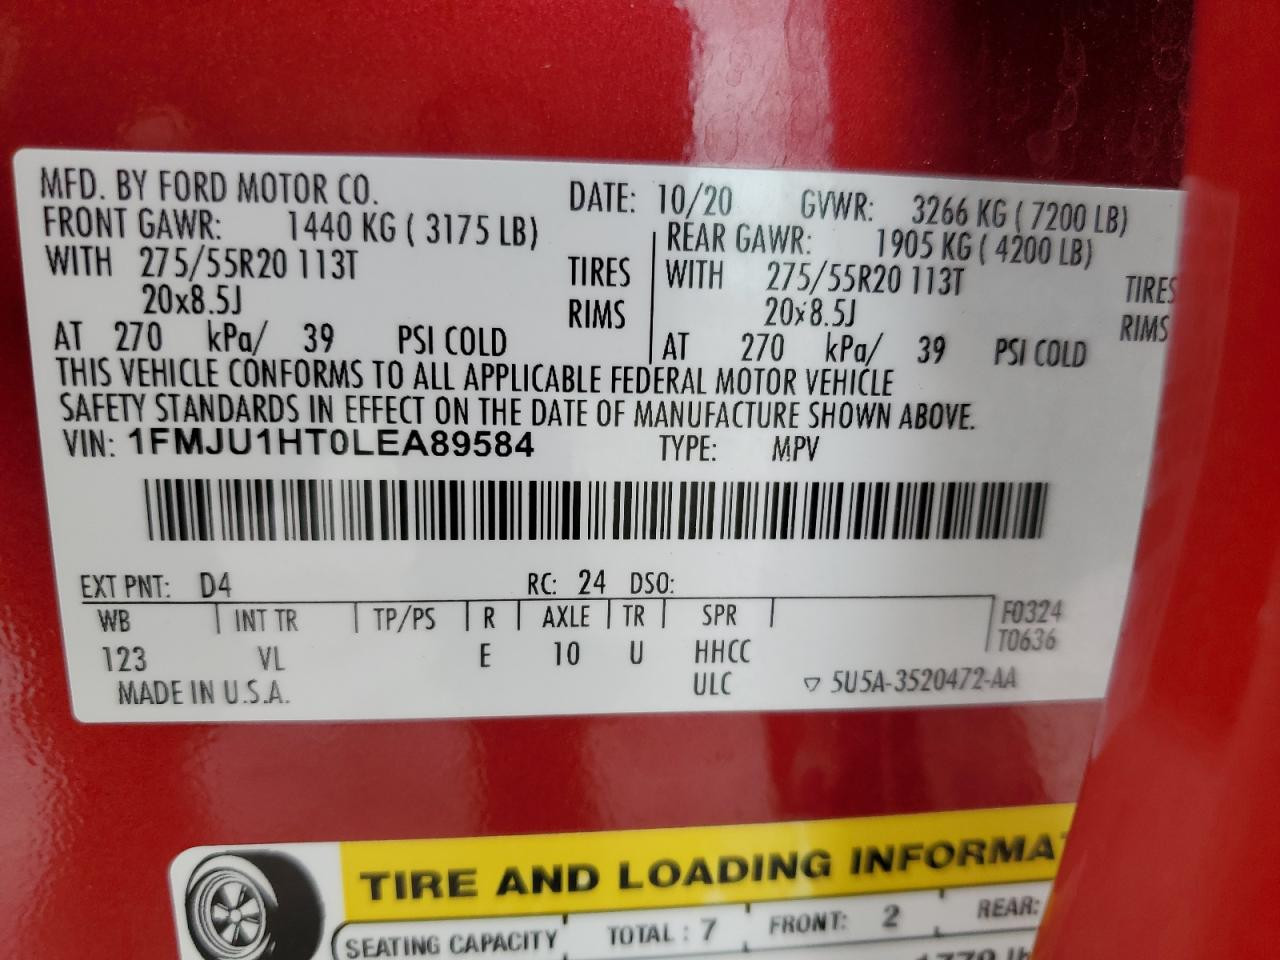 MFD. BY FORD MOTOR CO. DATE: 10/20 GVWR: 3266 KG ( 7200 LB)
FRONT GAWR: 1440 KG ( 3175 LB) REAR GAWR: 1905 KG ( 4200 LB)
WITH 275/55R20 113T TIRES WITH 275/55R20 113T TIRES
20x8.5J RIMS 20x8.5J RIMS
AT 270 kPa/ 39 PSI COLD AT 270 kPa/ 39 PSI COLD
THIS VEHICLE CONFORMS TO ALL APPLICABLE FEDERAL MOTOR VEHICLE
SAFETY STANDARDS IN EFFECT ON THE DATE OF MANUFACTURE SHOWN ABOVE.
VIN: 1FMJU1HT0LEA89584 TYPE: MPV
EXT PNT: D4 RC: 24 DSO:
WB INT TR TP/PS R AXLE TR SPR F0324
T0636
123 VL E 10 U HHCC
MADE IN U.S.A. ULC ▽ 5U5A-3520472-AA
TIRE AND LOADING INFORMA
SEATING CAPACITY TOTAL : 7 FRONT: 2 REAR: